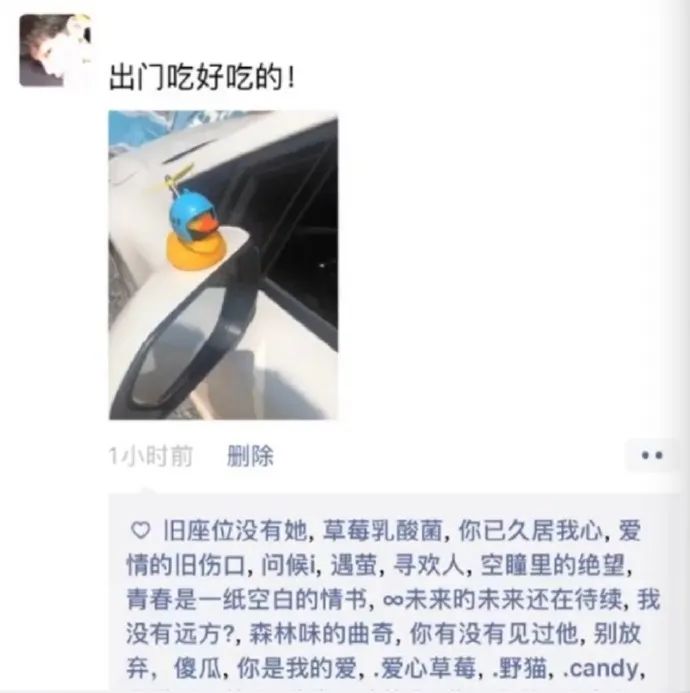 出门吃好吃的！
1小时前 删除
♡ 旧座位没有她, 草莓乳酸菌, 你已久居我心, 爱
情的旧伤口, 问候i, 遇萤, 寻欢人, 空瞳里的绝望,
青春是一纸空白的情书, ∞未来旳未来还在待续, 我
没有远方?, 森林味的曲奇, 你有没有见过他, 别放
弃，傻瓜, 你是我的爱, .爱心草莓, .野猫, .candy,